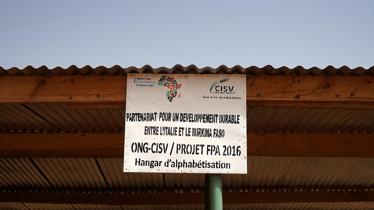 CISV
PARTENARIAT POUR UN DEVELOPPEMENT DURABLE
ENTRE L'ITALIE ET LE BURKINA FASO
ONG-CISV / PROJET FPA 2016
Hangar d'alphabétisation